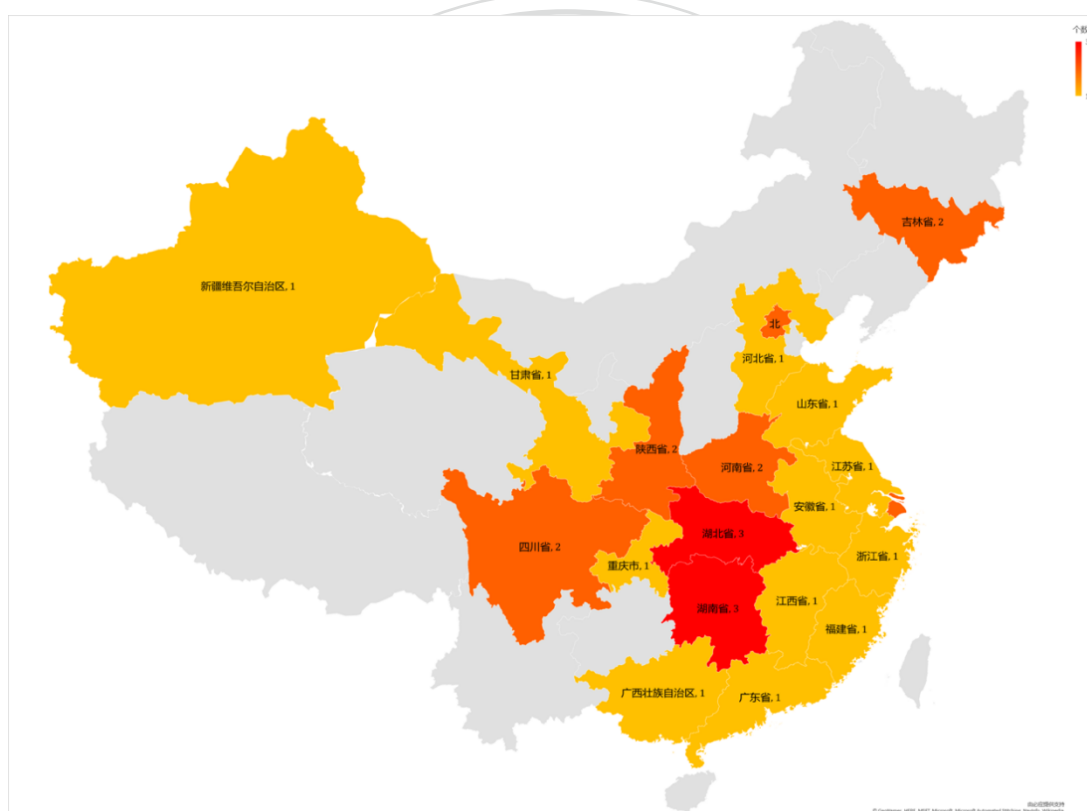 个数
吉林省, 2
新疆维吾尔自治区, 1
北
河北省, 1
甘肃省, 1
山东省, 1
陕西省, 2
河南省, 2
江苏省, 1
安徽省, 1
湖北省, 3
四川省, 2
浙江省, 1
重庆市, 1
江西省, 1
湖南省, 3
福建省, 1
广西壮族自治区, 1
广东省, 1